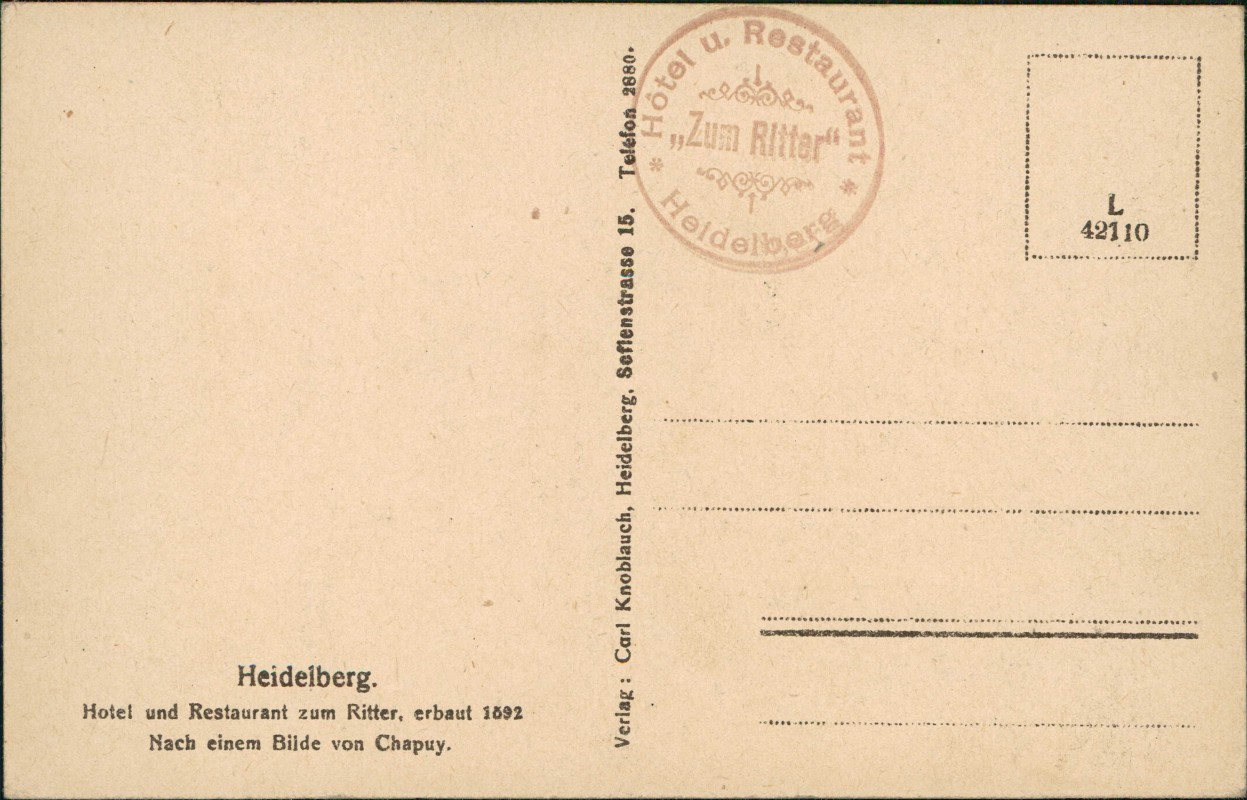 Hôtel u. Restaurant
„Zum Ritter“
* Heidelberg *
L
42110
Verlag: Carl Knoblauch, Heidelberg, Sofienstrasse 15. Telefon 2880.
Heidelberg.
Hotel und Restaurant zum Ritter, erbaut 1592
Nach einem Bilde von Chapuy.